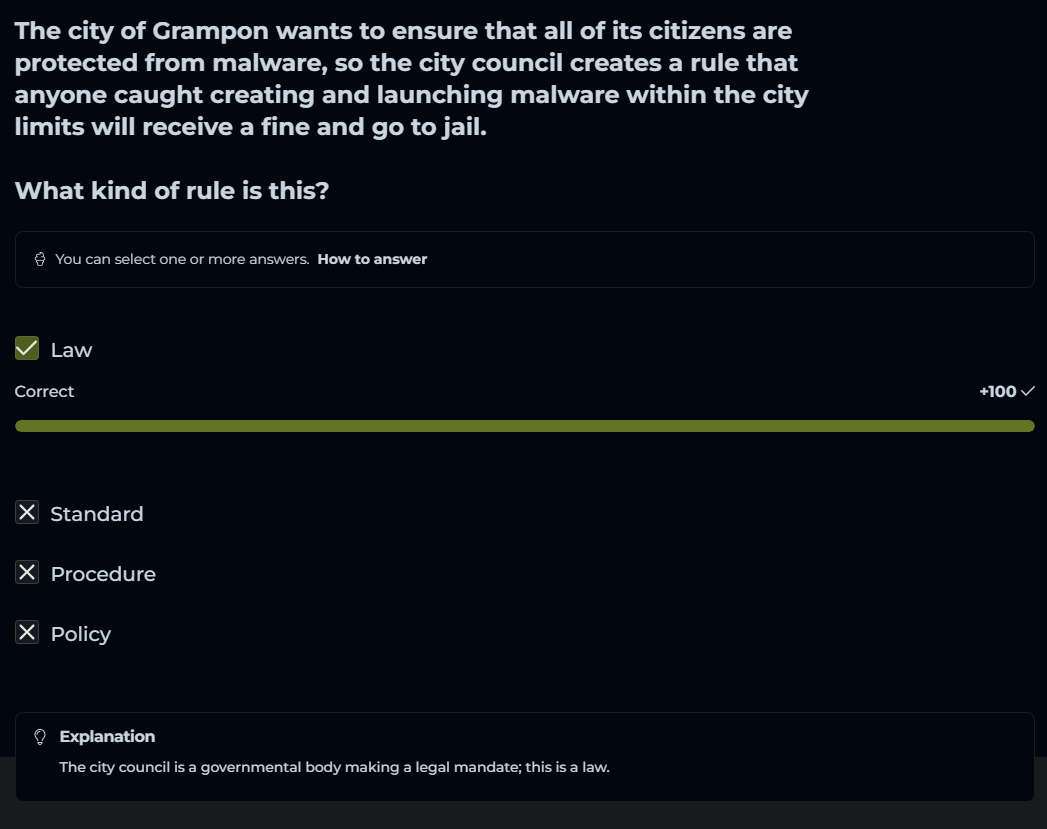 The city of Grampon wants to ensure that all of its citizens are
protected from malware, so the city council creates a rule that
anyone caught creating and launching malware within the city
limits will receive a fine and go to jail.
What kind of rule is this?
You can select one or more answers. How to answer
Law
Correct +100
Standard
Procedure
Policy
Explanation
The city council is a governmental body making a legal mandate; this is a law.